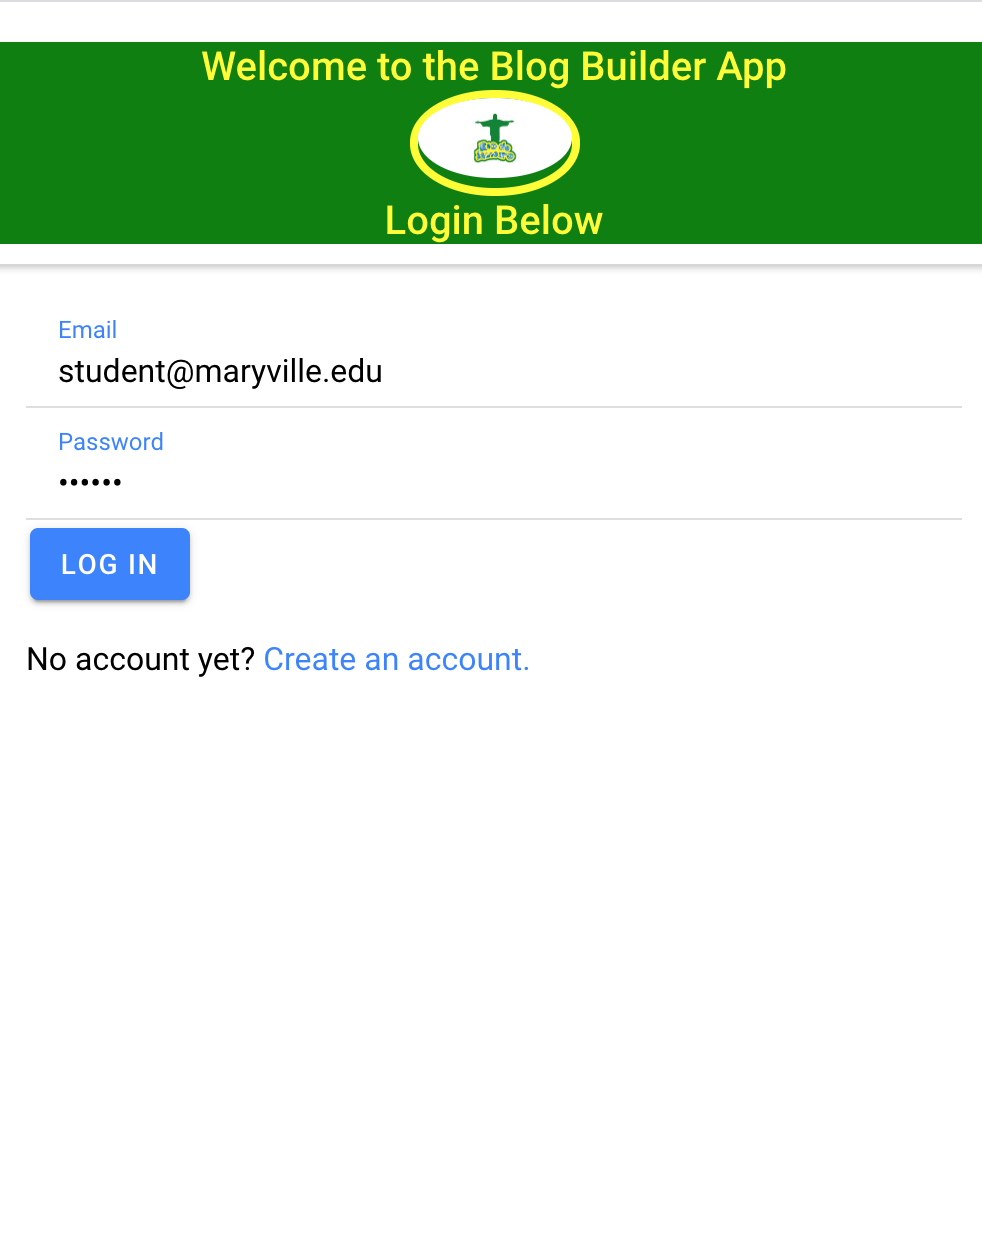 Welcome to the Blog Builder App
Login Below
Email
student@maryville.edu
Password
••••••
LOG IN
No account yet? Create an account.